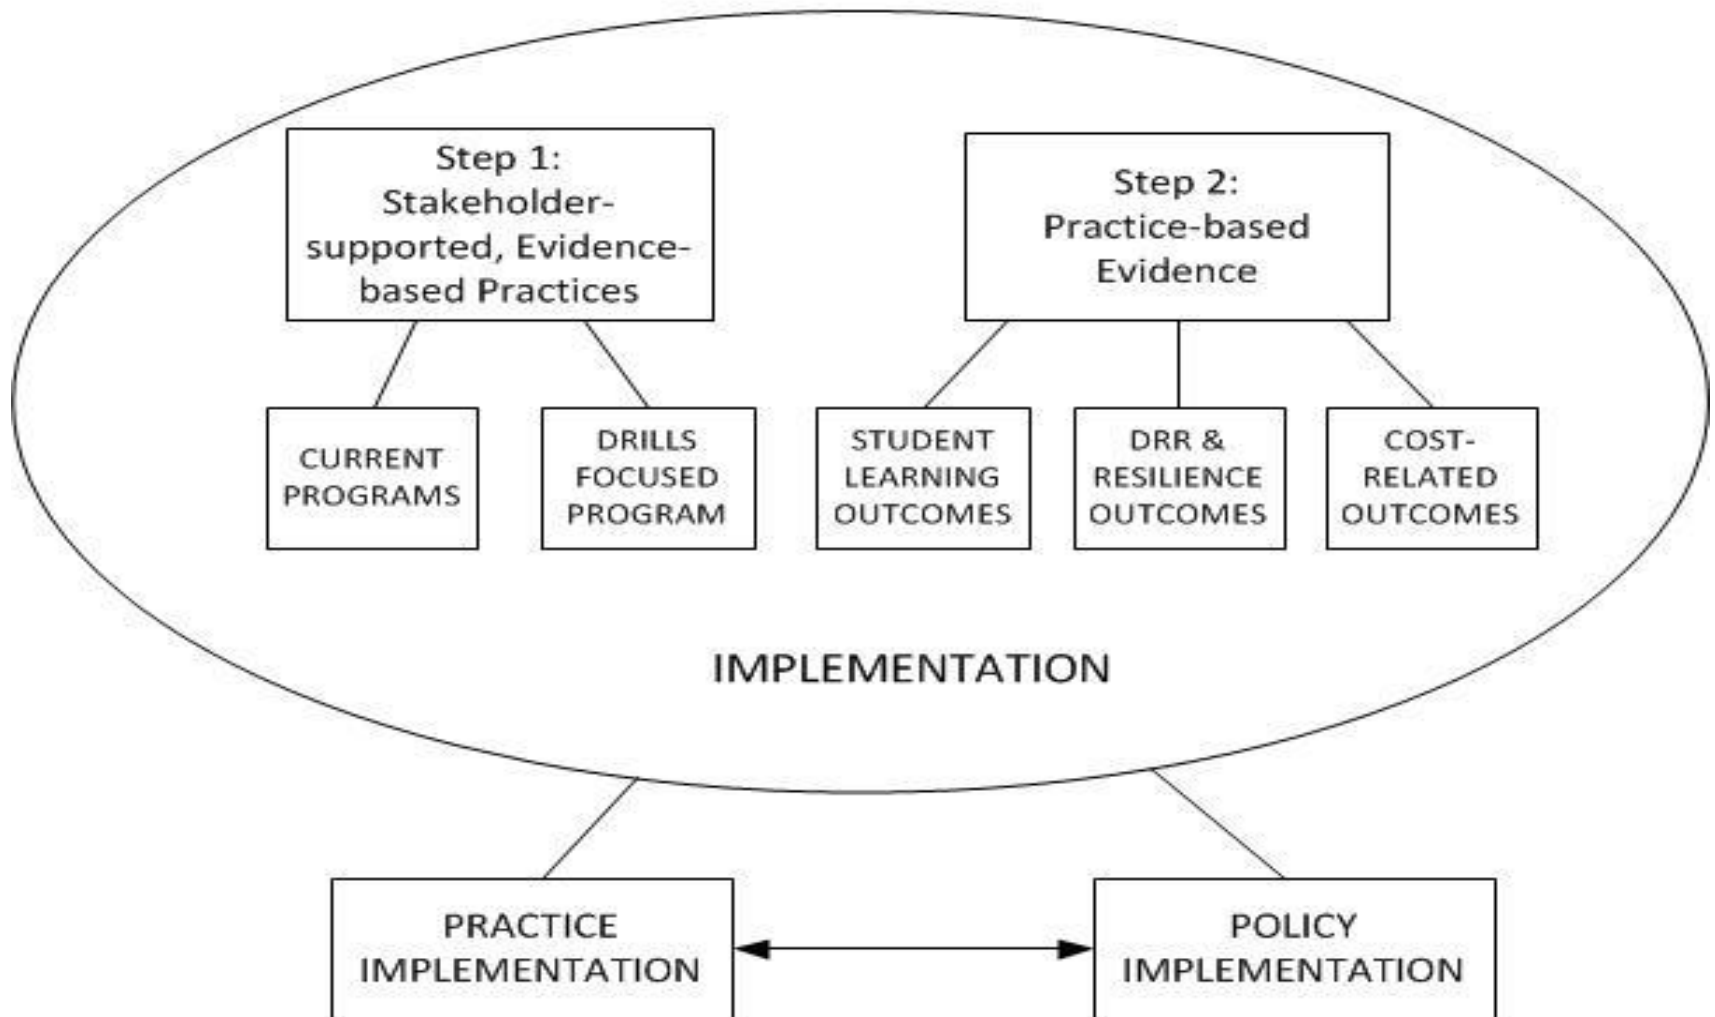 Step 1:
Stakeholder-
supported, Evidence-
based Practices
Step 2:
Practice-based
Evidence
CURRENT
PROGRAMS
DRILLS
FOCUSED
PROGRAM
STUDENT
LEARNING
OUTCOMES
DRR &
RESILIENCE
OUTCOMES
COST-
RELATED
OUTCOMES
IMPLEMENTATION
PRACTICE
IMPLEMENTATION
POLICY
IMPLEMENTATION